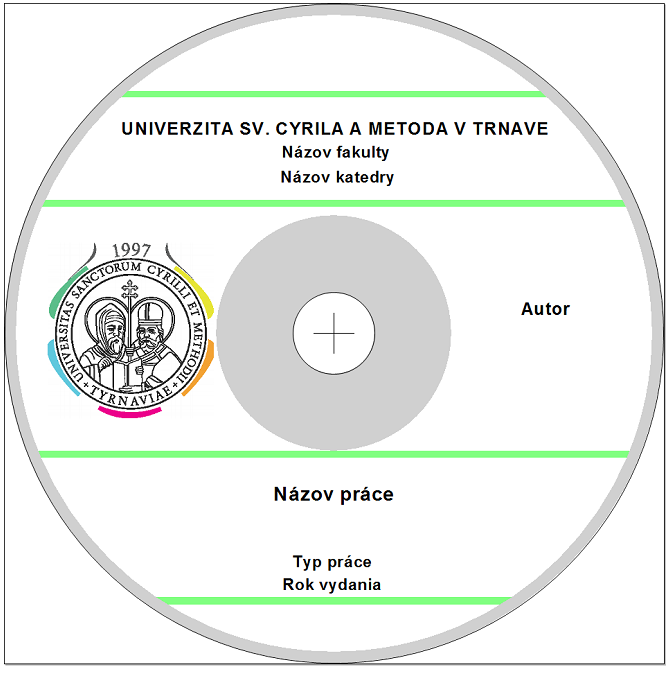 UNIVERZITA SV. CYRILA A METODA V TRNAVE
Názov fakulty
Názov katedry
1997
UNIVERSITAS SANCTORUM CYRILLI ET METHODII
TYRNAVIAE
Autor
Názov práce
Typ práce
Rok vydania